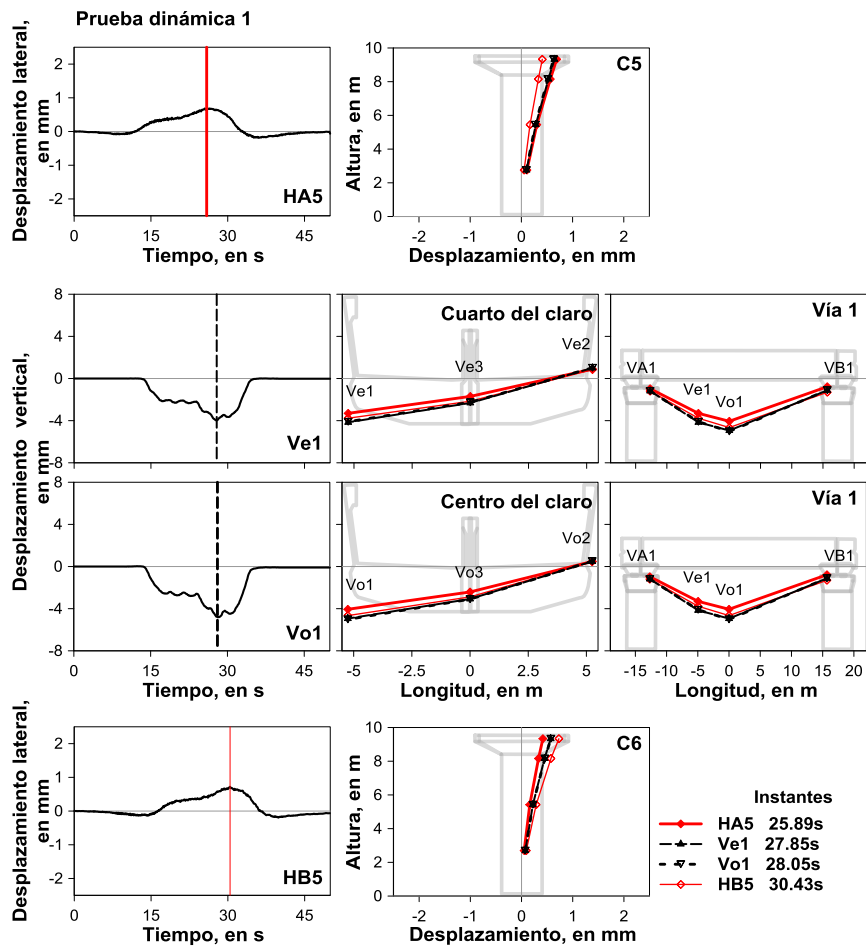 Prueba dinámica 1
Desplazamiento lateral,
en mm
2
1
0
-1
-2
HA5
0 15 30 45
Tiempo, en s
Altura, en m
10
8
6
4
2
0
C5
-2 -1 0 1 2
Desplazamiento, en mm
Desplazamiento vertical,
en mm
8
4
0
-4
-8
Ve1
Cuarto del claro
Ve1
Ve3
Ve2
Vía 1
VA1
Ve1
Vo1
VB1
8
4
0
-4
-8
Vo1
0 15 30 45
Tiempo, en s
Centro del claro
Vo1
Vo3
Vo2
-5 -2.5 0 2.5 5
Longitud, en m
Vía 1
VA1
Ve1
Vo1
VB1
-15 -10 -5 0 5 10 15 20
Longitud, en m
Desplazamiento lateral,
en mm
2
1
0
-1
-2
HB5
0 15 30 45
Tiempo, en s
Altura, en m
10
8
6
4
2
0
C6
-2 -1 0 1 2
Desplazamiento, en mm
Instantes
HA5 25.89s
Ve1 27.85s
Vo1 28.05s
HB5 30.43s